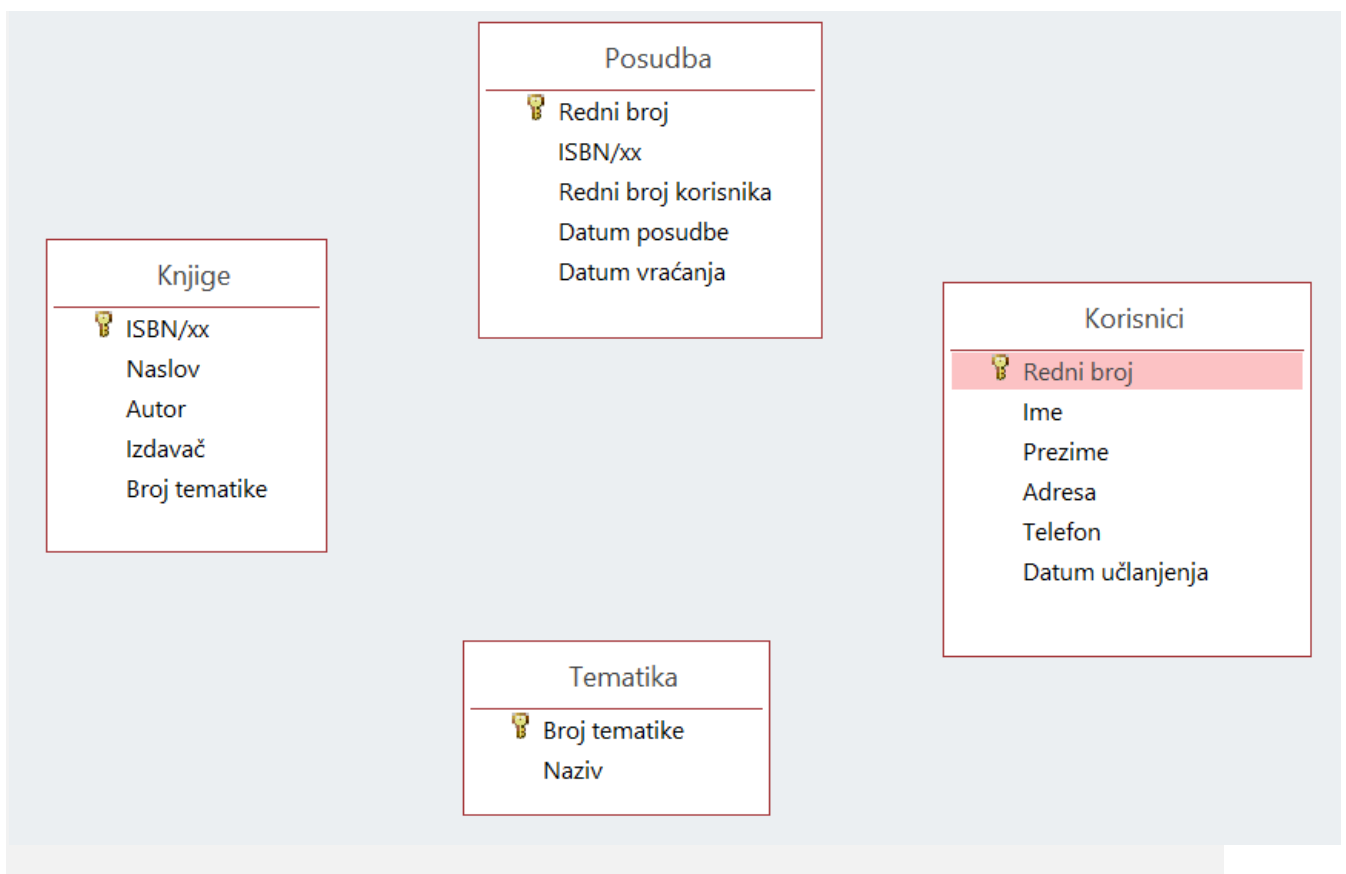 Posudba
Redni broj
ISBN/xx
Redni broj korisnika
Datum posudbe
Datum vraćanja
Knjige
ISBN/xx
Naslov
Autor
Izdavač
Broj tematike
Korisnici
Redni broj
Ime
Prezime
Adresa
Telefon
Datum učlanjenja
Tematika
Broj tematike
Naziv